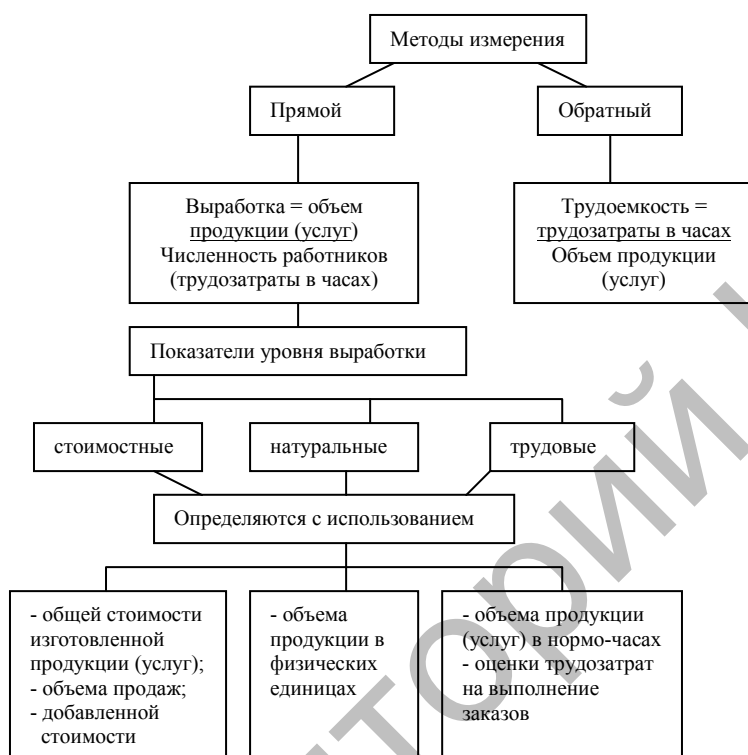 Методы измерения
Прямой
Обратный
Выработка = объем
продукции (услуг)
Численность работников
(трудозатраты в часах)
Трудоемкость =
трудозатраты в часах
Объем продукции
(услуг)
Показатели уровня выработки
стоимостные
натуральные
трудовые
Определяются с использованием
- общей стоимости
изготовленной
продукции (услуг);
- объема продаж;
- добавленной
стоимости
- объема
продукции в
физических
единицах
- объема продукции
(услуг) в нормо-часах
- оценки трудозатрат
на выполнение
заказов